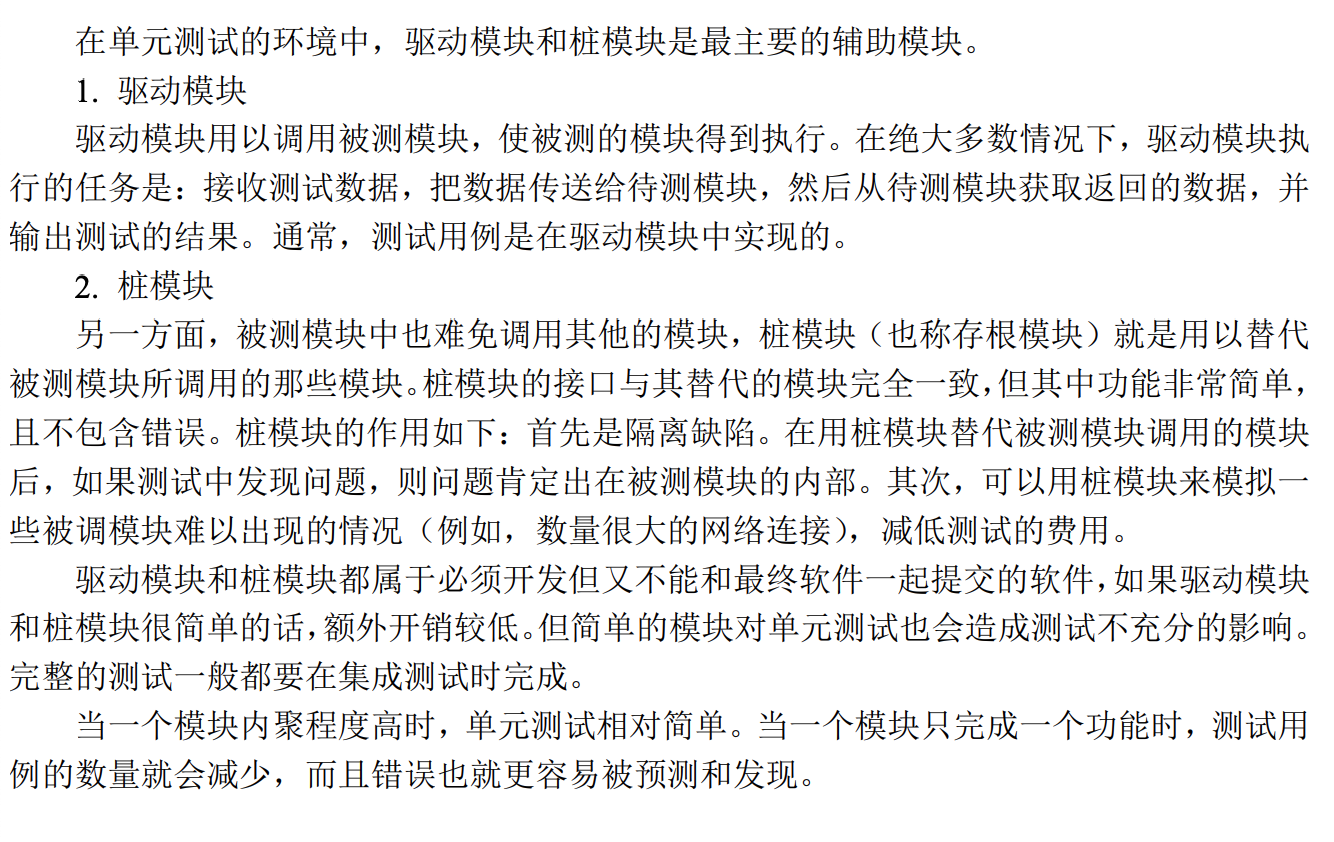 在单元测试的环境中，驱动模块和桩模块是最主要的辅助模块。
1. 驱动模块
驱动模块用以调用被测模块，使被测的模块得到执行。在绝大多数情况下，驱动模块执
行的任务是：接收测试数据，把数据传送给待测模块，然后从待测模块获取返回的数据，并
输出测试的结果。通常，测试用例是在驱动模块中实现的。
2. 桩模块
另一方面，被测模块中也难免调用其他的模块，桩模块（也称存根模块）就是用以替代
被测模块所调用的那些模块。桩模块的接口与其替代的模块完全一致，但其中功能非常简单，
且不包含错误。桩模块的作用如下：首先是隔离缺陷。在用桩模块替代被测模块调用的模块
后，如果测试中发现问题，则问题肯定出在被测模块的内部。其次，可以用桩模块来模拟一
些被调模块难以出现的情况（例如，数量很大的网络连接），减低测试的费用。
驱动模块和桩模块都属于必须开发但又不能和最终软件一起提交的软件，如果驱动模块
和桩模块很简单的话，额外开销较低。但简单的模块对单元测试也会造成测试不充分的影响。
完整的测试一般都要在集成测试时完成。
当一个模块内聚程度高时，单元测试相对简单。当一个模块只完成一个功能时，测试用
例的数量就会减少，而且错误也就更容易被预测和发现。